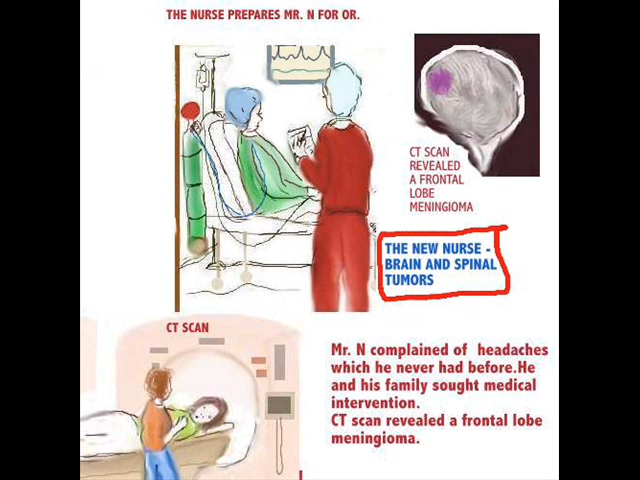 THE NURSE PREPARES MR. N FOR OR.
CT SCAN
REVEALED
A FRONTAL
LOBE
MENINGIOMA
THE NEW NURSE -
BRAIN AND SPINAL
TUMORS
CT SCAN
Mr. N complained of headaches
which he never had before.He
and his family sought medical
intervention.
CT scan revealed a frontal lobe
meningioma.